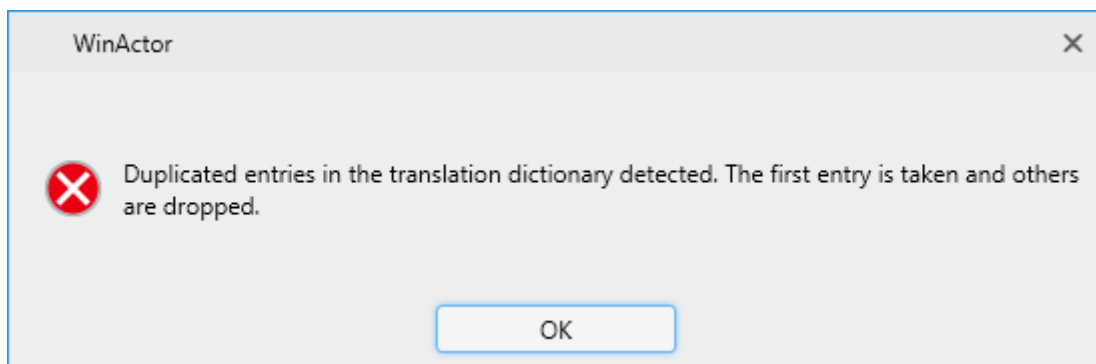 WinActor
Duplicated entries in the translation dictionary detected. The first entry is taken and others
are dropped.
OK